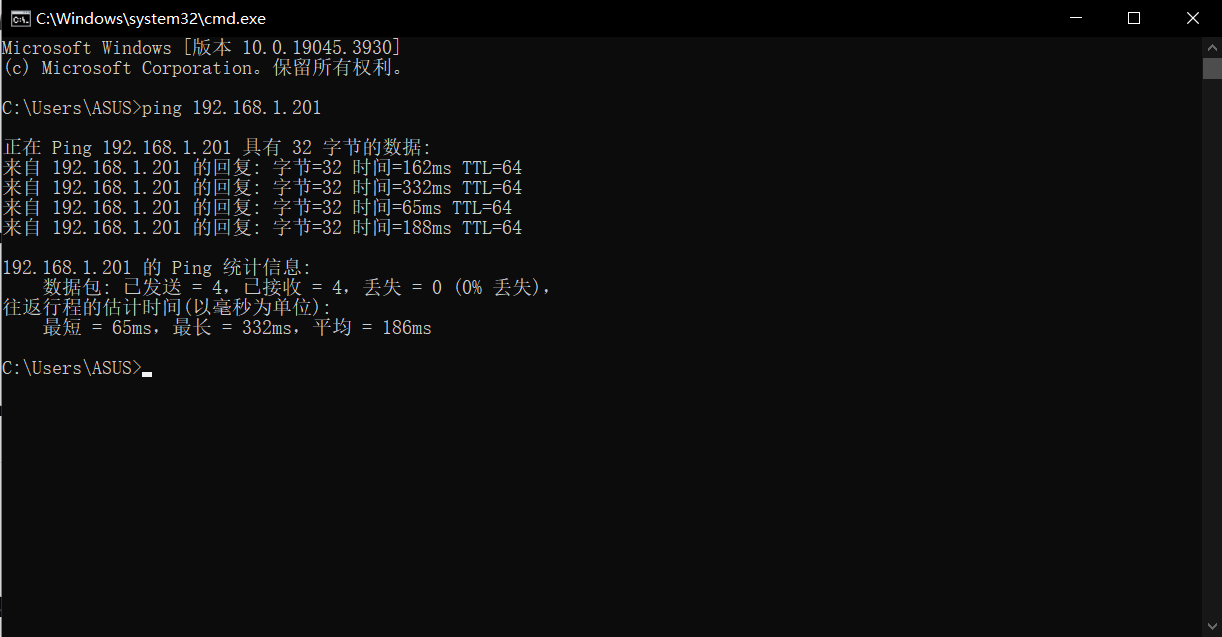 C:\Windows\system32\cmd.exe
Microsoft Windows [版本 10.0.19045.3930]
(c) Microsoft Corporation。保留所有权利。
C:\Users\ASUS>ping 192.168.1.201
正在 Ping 192.168.1.201 具有 32 字节的数据:
来自 192.168.1.201 的回复: 字节=32 时间=162ms TTL=64
来自 192.168.1.201 的回复: 字节=32 时间=332ms TTL=64
来自 192.168.1.201 的回复: 字节=32 时间=65ms TTL=64
来自 192.168.1.201 的回复: 字节=32 时间=188ms TTL=64
192.168.1.201 的 Ping 统计信息:
数据包: 已发送 = 4，已接收 = 4，丢失 = 0 (0% 丢失)，
往返行程的估计时间(以毫秒为单位):
最短 = 65ms，最长 = 332ms，平均 = 186ms
C:\Users\ASUS>